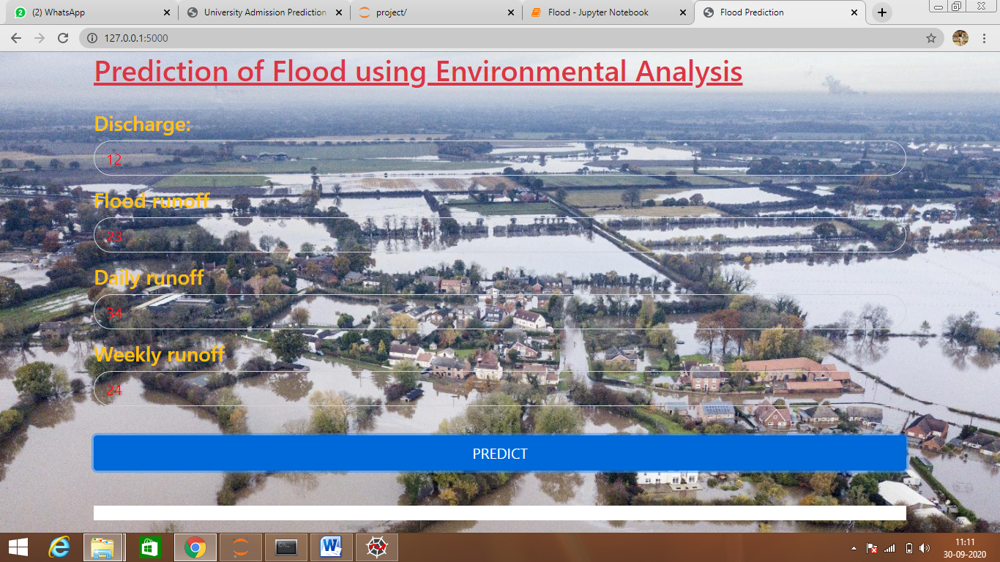 (2) WhatsApp
University Admission Prediction
project/
Flood - Jupyter Notebook
Flood Prediction
127.0.0.1:5000
Prediction of Flood using Environmental Analysis
Discharge:
12
Flood runoff
23
Daily runoff
34
Weekly runoff
24
PREDICT
11:11
30-09-2020